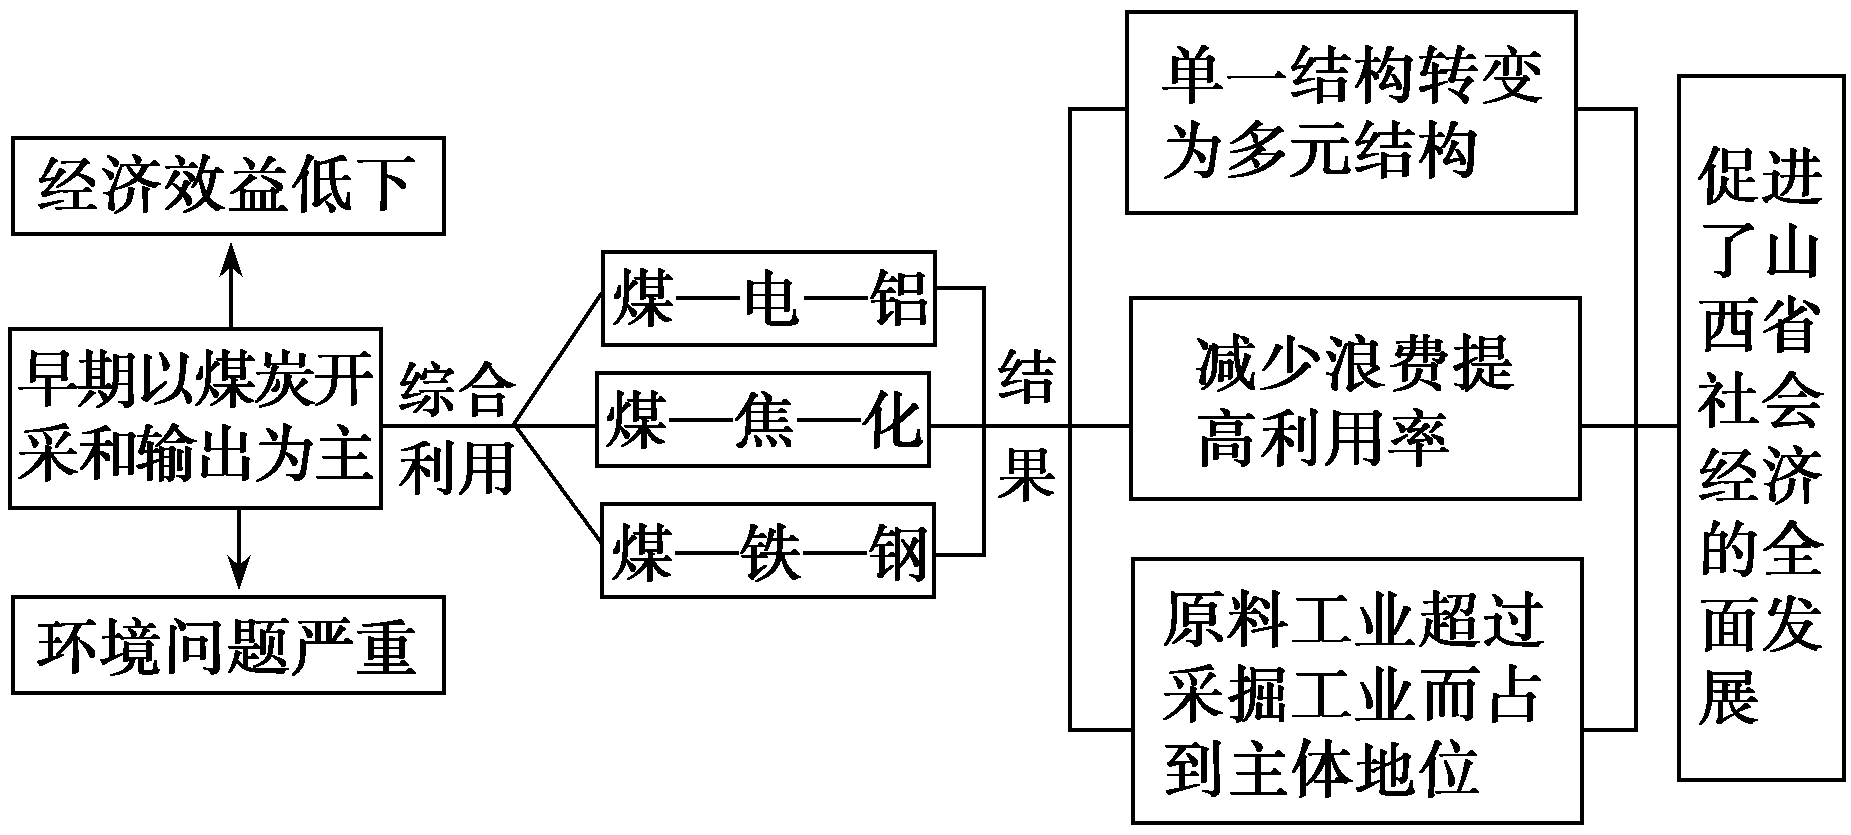 经济效益低下
早期以煤炭开
采和输出为主
环境问题严重
综合
利用
煤—电—铝
煤—焦—化
煤—铁—钢
结
果
单一结构转变
为多元结构
减少浪费提
高利用率
原料工业超过
采掘工业而占
到主体地位
促进
了山
西省
社会
经济
的全
面发
展